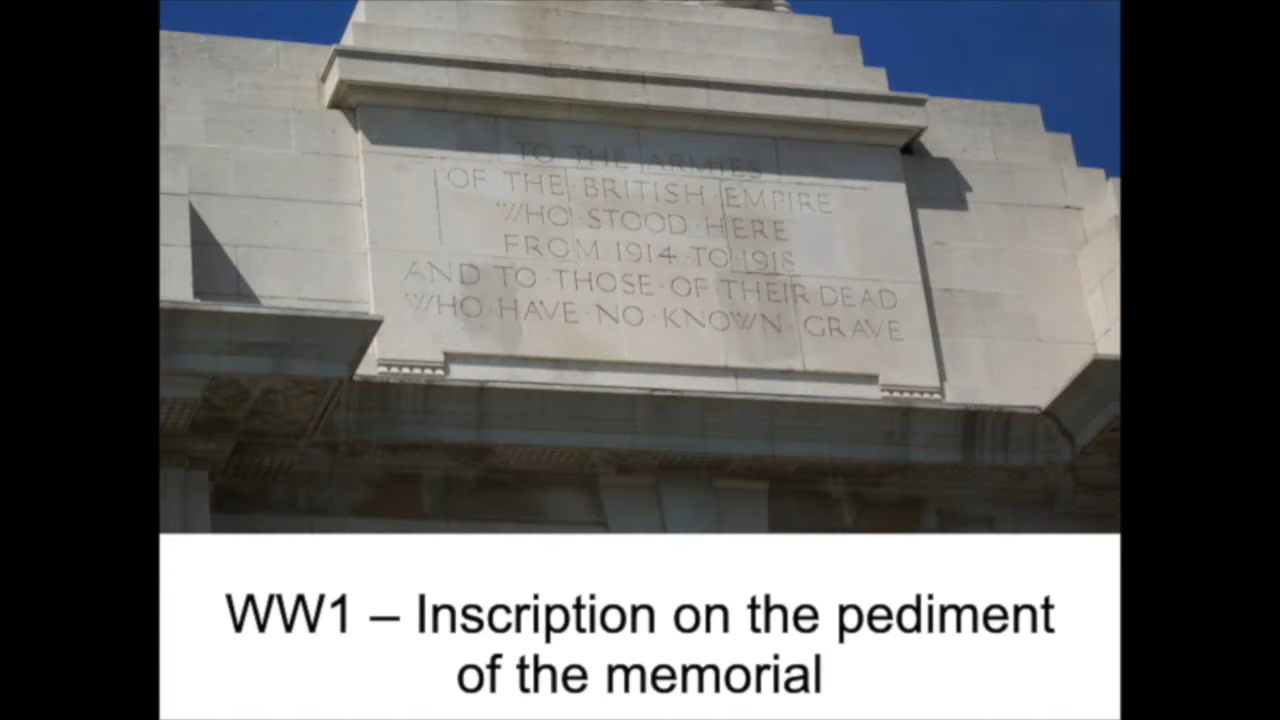 TO THE ARMIES
OF THE BRITISH EMPIRE
WHO STOOD HERE
FROM 1914 TO 1918
AND TO THOSE OF THEIR DEAD
WHO HAVE NO KNOWN GRAVE
WW1 – Inscription on the pediment
of the memorial